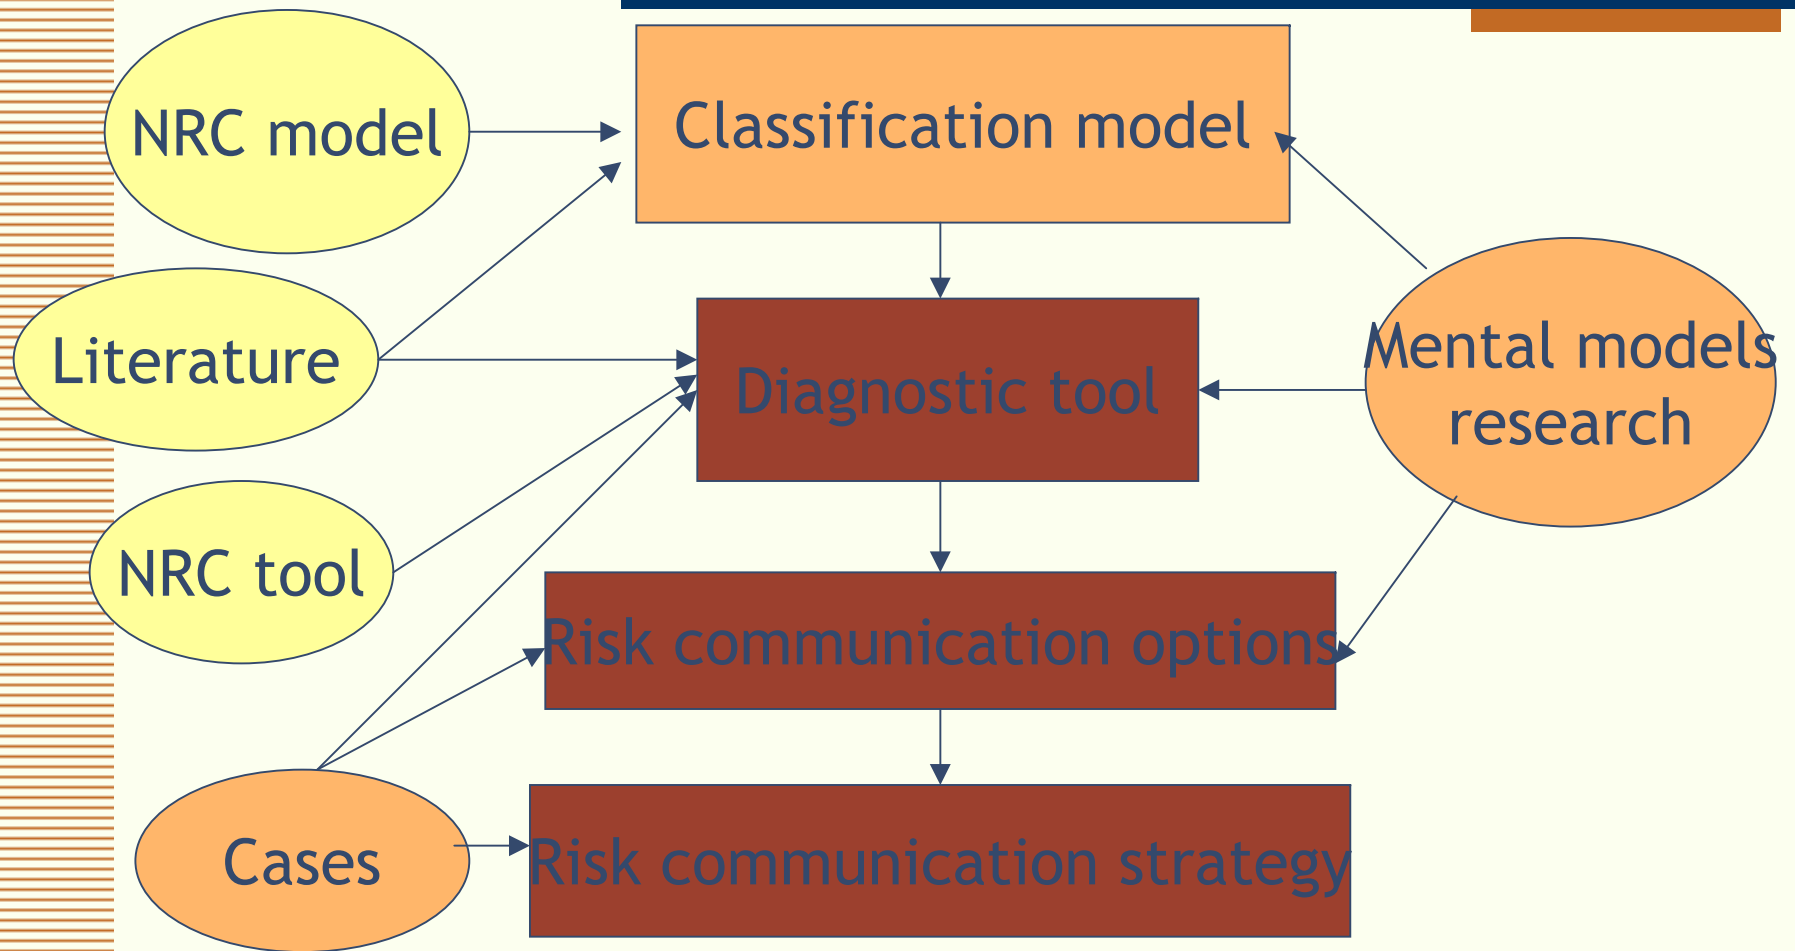 NRC model
Classification model
Literature
Diagnostic tool
Mental models
research
NRC tool
Risk communication options
Cases
Risk communication strategy